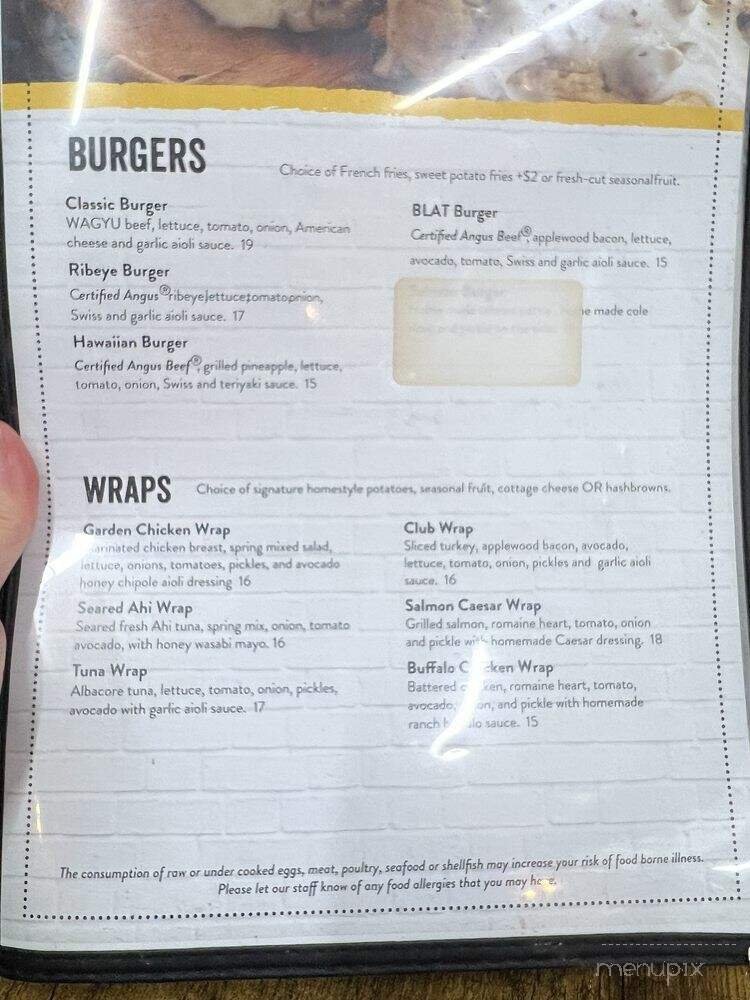 BURGERS
Choice of French fries, sweet potato fries +$2 or fresh-cut seasonal fruit.
Classic Burger
WAGYU beef, lettuce, tomato, onion, American
cheese and garlic aioli sauce. 19
Ribeye Burger
Certified Angus® ribeye,lettuce,tomato,onion,
Swiss and garlic aioli sauce. 17
Hawaiian Burger
Certified Angus Beef®, grilled pineapple, lettuce,
tomato, onion, Swiss and teriyaki sauce. 15
BLAT Burger
Certified Angus Beef®, applewood bacon, lettuce,
avocado, tomato, Swiss and garlic aioli sauce. 15
made cole
WRAPS
Choice of signature homestyle potatoes, seasonal fruit, cottage cheese OR hashbrowns.
Garden Chicken Wrap
chicken breast, spring mixed salad,
lettuce, onions, tomatoes, pickles, and avocado
honey chipole aioli dressing 16
Seared Ahi Wrap
Seared fresh Ahi tuna, spring mix, onion, tomato
avocado, with honey wasabi mayo. 16
Tuna Wrap
Albacore tuna, lettuce, tomato, onion, pickles,
avocado with garlic aioli sauce. 17
Club Wrap
Sliced turkey, applewood bacon, avocado,
lettuce, tomato, onion, pickles and garlic aioli
sauce. 16
Salmon Caesar Wrap
Grilled salmon, romaine heart, tomato, onion
and pickle with homemade Caesar dressing. 18
Buffalo Chicken Wrap
Battered chicken, romaine heart, tomato,
avocado, onion, and pickle with homemade
ranch buffalo sauce. 15
The consumption of raw or under cooked eggs, meat, poultry, seafood or shellfish may increase your risk of food borne illness.
Please let our staff know of any food allergies that you may have.
menupix